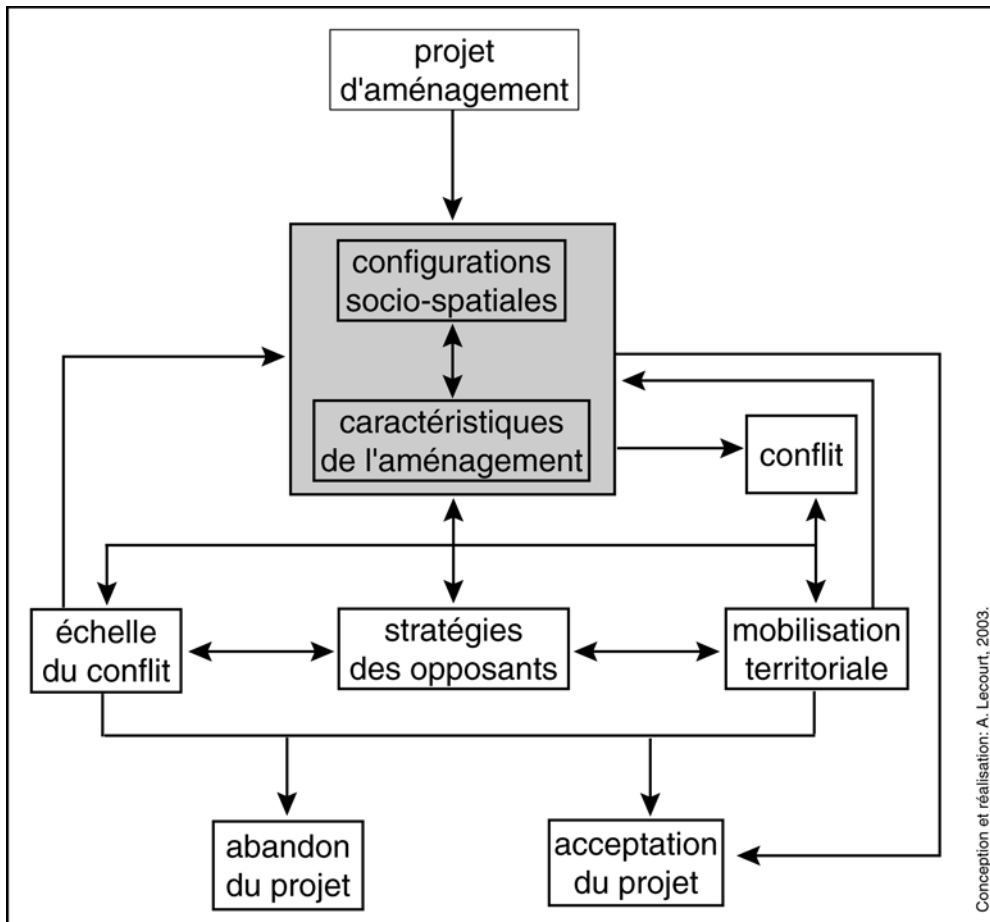 projet
d'aménagement
configurations
socio-spatiales
caractéristiques
de l'aménagement
conflit
échelle
du conflit
stratégies
des opposants
mobilisation
territoriale
abandon
du projet
acceptation
du projet
Conception et réalisation: A. Lecourt, 2003.